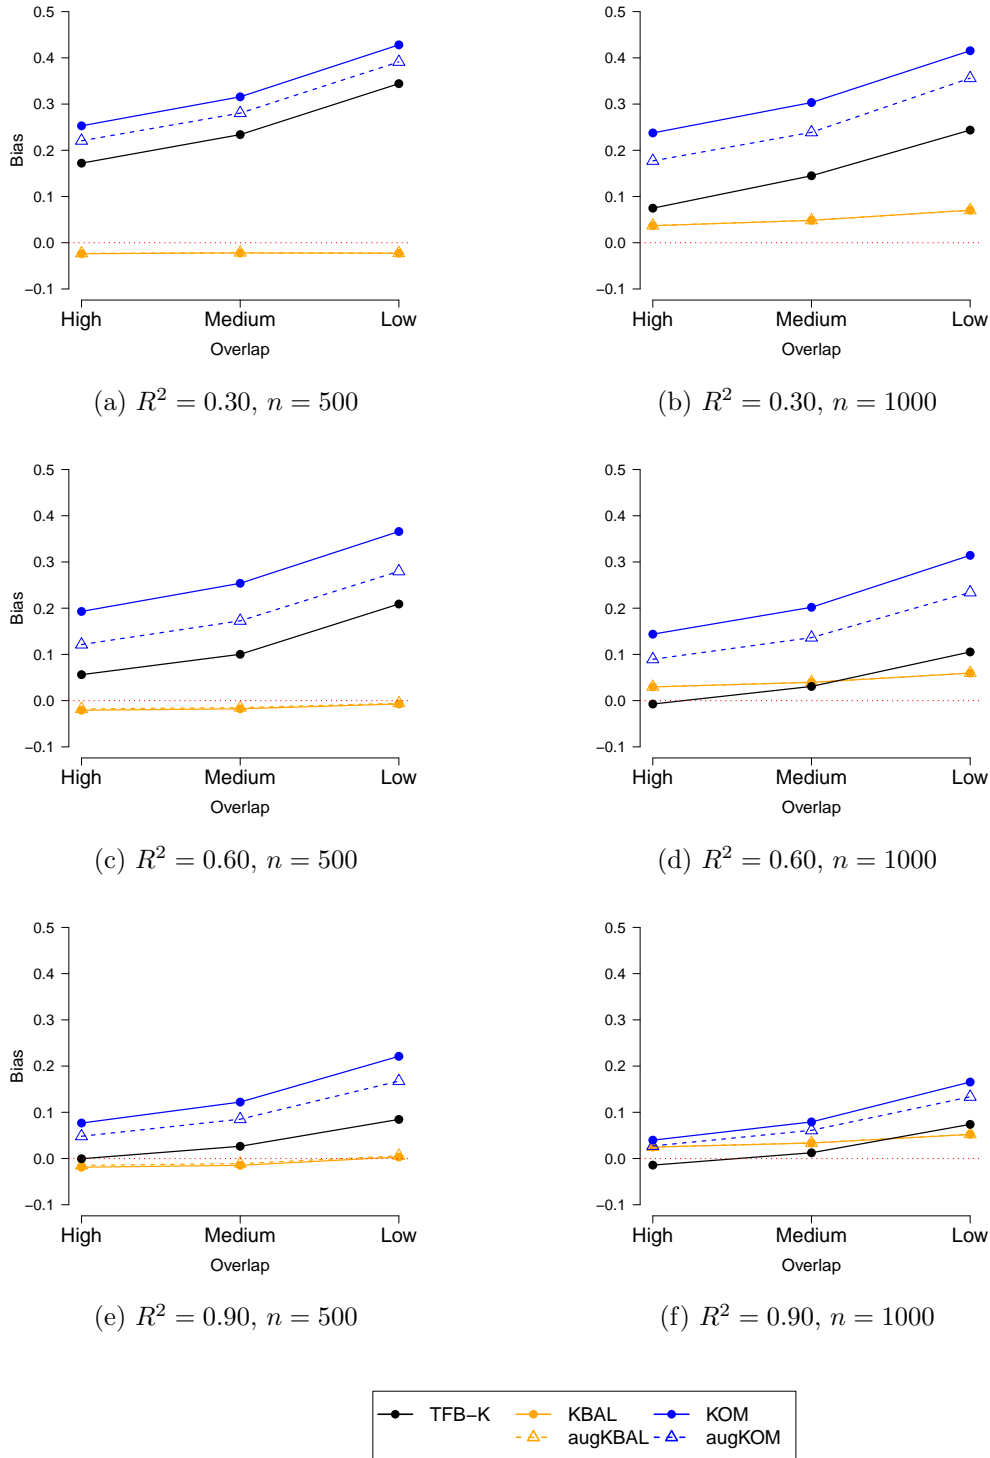 0.5
0.4
0.3
0.2
0.1
0.0
−0.1
Bias
High Medium Low
Overlap
(a) R² = 0.30, n = 500
0.5
0.4
0.3
0.2
0.1
0.0
−0.1
High Medium Low
Overlap
(b) R² = 0.30, n = 1000
0.5
0.4
0.3
0.2
0.1
0.0
−0.1
Bias
High Medium Low
Overlap
(c) R² = 0.60, n = 500
0.5
0.4
0.3
0.2
0.1
0.0
−0.1
High Medium Low
Overlap
(d) R² = 0.60, n = 1000
0.5
0.4
0.3
0.2
0.1
0.0
−0.1
Bias
High Medium Low
Overlap
(e) R² = 0.90, n = 500
0.5
0.4
0.3
0.2
0.1
0.0
−0.1
High Medium Low
Overlap
(f) R² = 0.90, n = 1000
TFB−K KBAL KOM
augKBAL augKOM